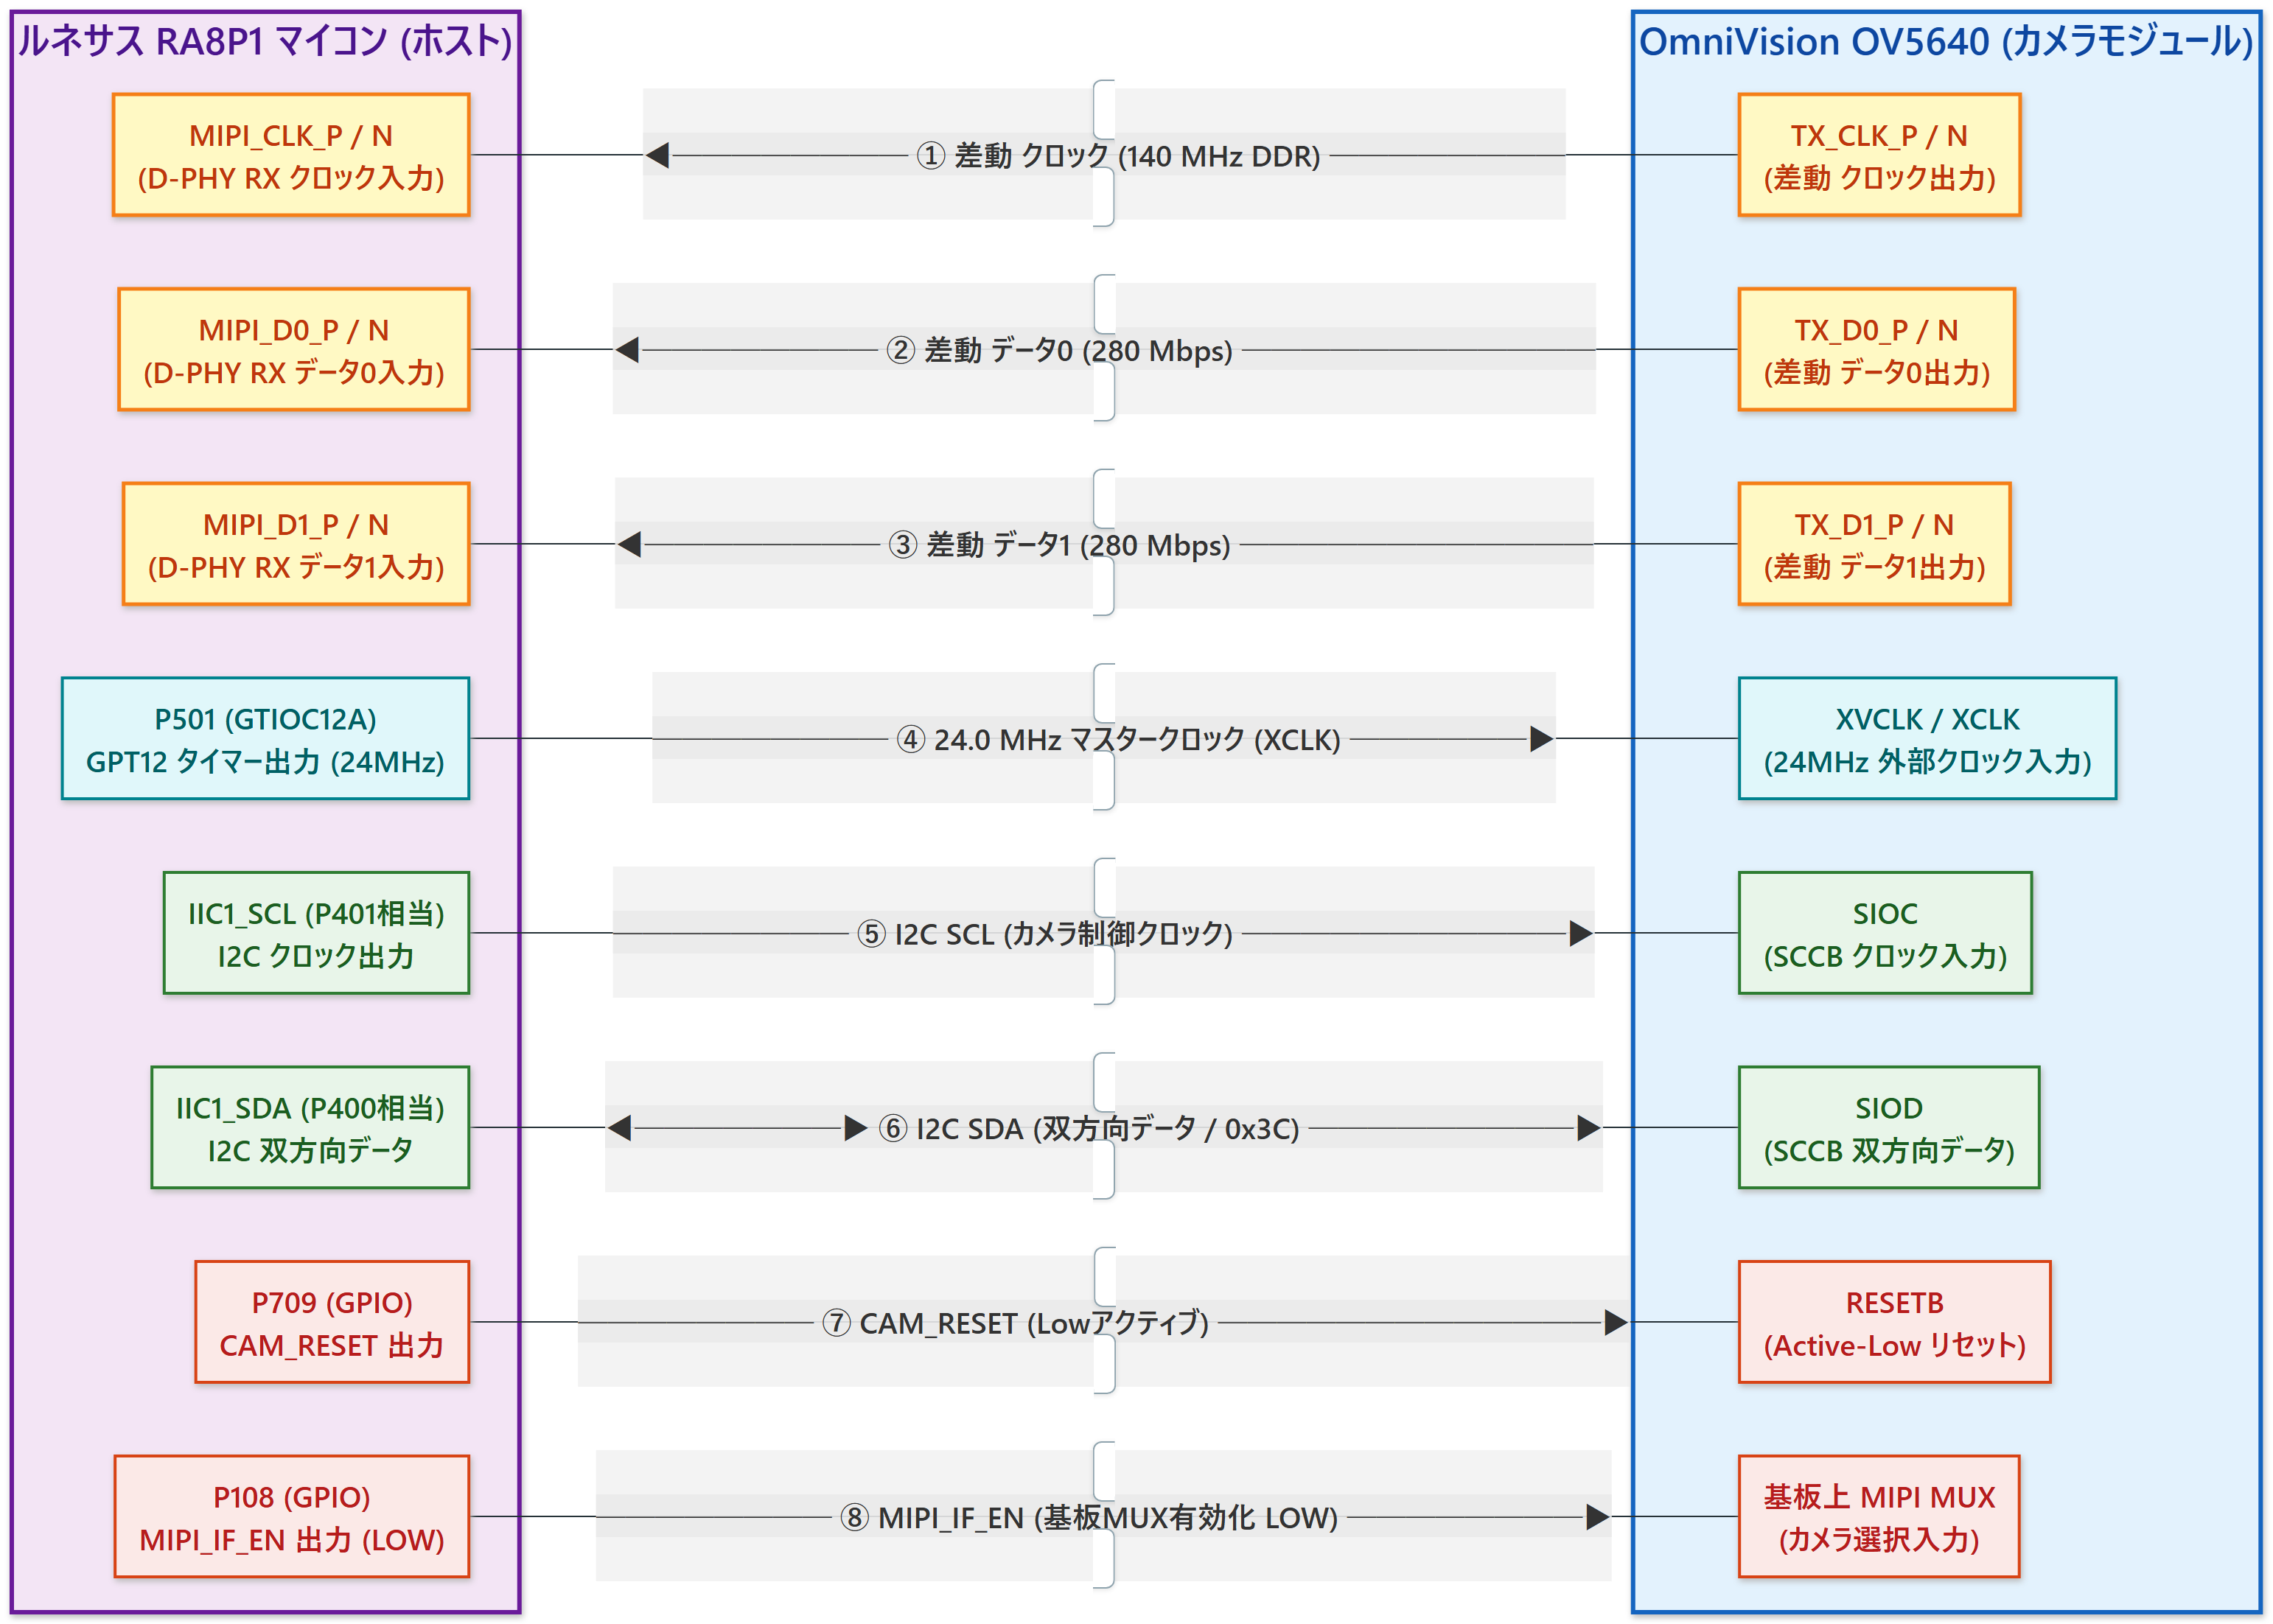 ルネサス RA8P1 マイコン (ホスト)
OmniVision OV5640 (カメラモジュール)
MIPI_CLK_P / N
(D-PHY RX クロック入力)
① 差動 クロック (140 MHz DDR)
TX_CLK_P / N
(差動 クロック出力)
MIPI_D0_P / N
(D-PHY RX データ0入力)
② 差動 データ0 (280 Mbps)
TX_D0_P / N
(差動 データ0出力)
MIPI_D1_P / N
(D-PHY RX データ1入力)
③ 差動 データ1 (280 Mbps)
TX_D1_P / N
(差動 データ1出力)
P501 (GTIOC12A)
GPT12 タイマー出力 (24MHz)
④ 24.0 MHz マスタークロック (XCLK)
XVCLK / XCLK
(24MHz 外部クロック入力)
IIC1_SCL (P401相当)
I2C クロック出力
⑤ I2C SCL (カメラ制御クロック)
SIOC
(SCCB クロック入力)
IIC1_SDA (P400相当)
I2C 双方向データ
⑥ I2C SDA (双方向データ / 0x3C)
SIOD
(SCCB 双方向データ)
P709 (GPIO)
CAM_RESET 出力
⑦ CAM_RESET (Lowアクティブ)
RESETB
(Active-Low リセット)
P108 (GPIO)
MIPI_IF_EN 出力 (LOW)
⑧ MIPI_IF_EN (基板MUX有効化 LOW)
基板上 MIPI MUX
(カメラ選択入力)